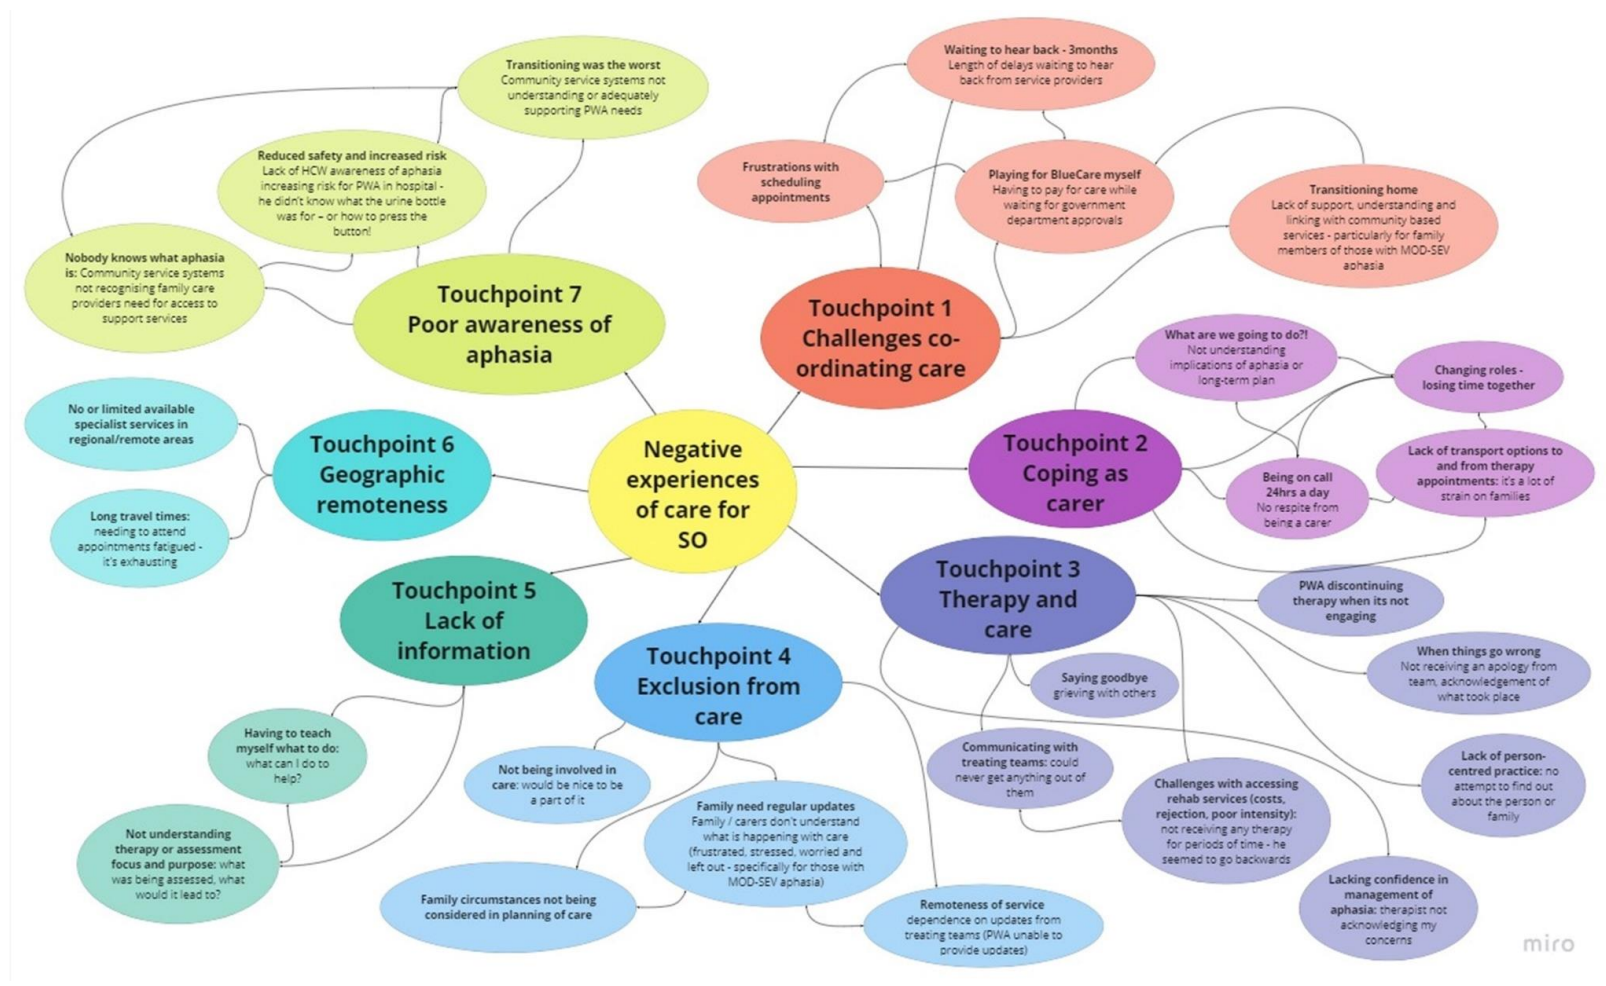 Transitioning was the worst
Community service systems not
understanding or adequately
supporting PWA needs
Reduced safety and increased risk
Lack of HCW awareness of aphasia
increasing risk for PWA in hospital -
he didn't know what the urine bottle
was for – or how to press the
button!
Nobody knows what aphasia
is: Community service systems
not recognising family care
providers need for access to
support services
Touchpoint 7
Poor awareness of
aphasia
Waiting to hear back - 3months
Length of delays waiting to hear
back from service providers
Frustrations with
scheduling
appointments
Playing for BlueCare myself
Having to pay for care while
waiting for government
department approvals
Transitioning home
Lack of support, understanding and
linking with community based
services - particularly for family
members of those with MOD-SEV
aphasia
Touchpoint 1
Challenges co-
ordinating care
What are we going to do?!
Not understanding
implications of aphasia or
long-term plan
Changing roles -
losing time together
Touchpoint 2
Coping as
carer
Being on call
24hrs a day
No respite from
being a carer
Lack of transport options to
and from therapy
appointments: it's a lot of
strain on families
No or limited available
specialist services in
regional/remote areas
Long travel times:
needing to attend
appointments fatigued -
it's exhausting
Touchpoint 6
Geographic
remoteness
Negative
experiences
of care for
SO
Touchpoint 3
Therapy and
care
PWA discontinuing
therapy when its not
engaging
When things go wrong
Not receiving an apology from
team, acknowledgement of
what took place
Saying goodbye
grieving with others
Communicating with
treating teams: could
never get anything out of
them
Challenges with accessing
rehab services (costs,
rejection, poor intensity):
not receiving any therapy
for periods of time - he
seemed to go backwards
Lack of person-
centred practice: no
attempt to find out
about the person or
family
Lacking confidence in
management of
aphasia: therapist not
acknowledging my
concerns
Touchpoint 5
Lack of
information
Having to teach
myself what to do:
what can I do to
help?
Not understanding
therapy or assessment
focus and purpose: what
was being assessed, what
would it lead to?
Touchpoint 4
Exclusion from
care
Not being involved in
care: would be nice to be
a part of it
Family need regular updates
Family / carers don't understand
what is happening with care
(frustrated, stressed, worried and
left out - specifically for those with
MOD-SEV aphasia)
Family circumstances not being
considered in planning of care
Remoteness of service
dependence on updates from
treating teams (PWA unable to
provide updates)
miro